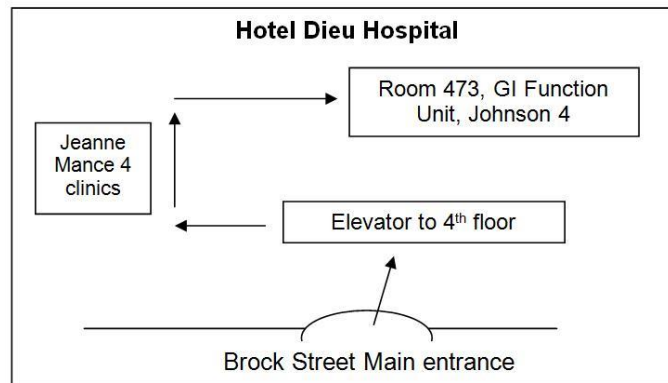 Hotel Dieu Hospital
Room 473, GI Function
Unit, Johnson 4
Jeanne
Mance 4
clinics
Elevator to 4th floor
Brock Street Main entrance